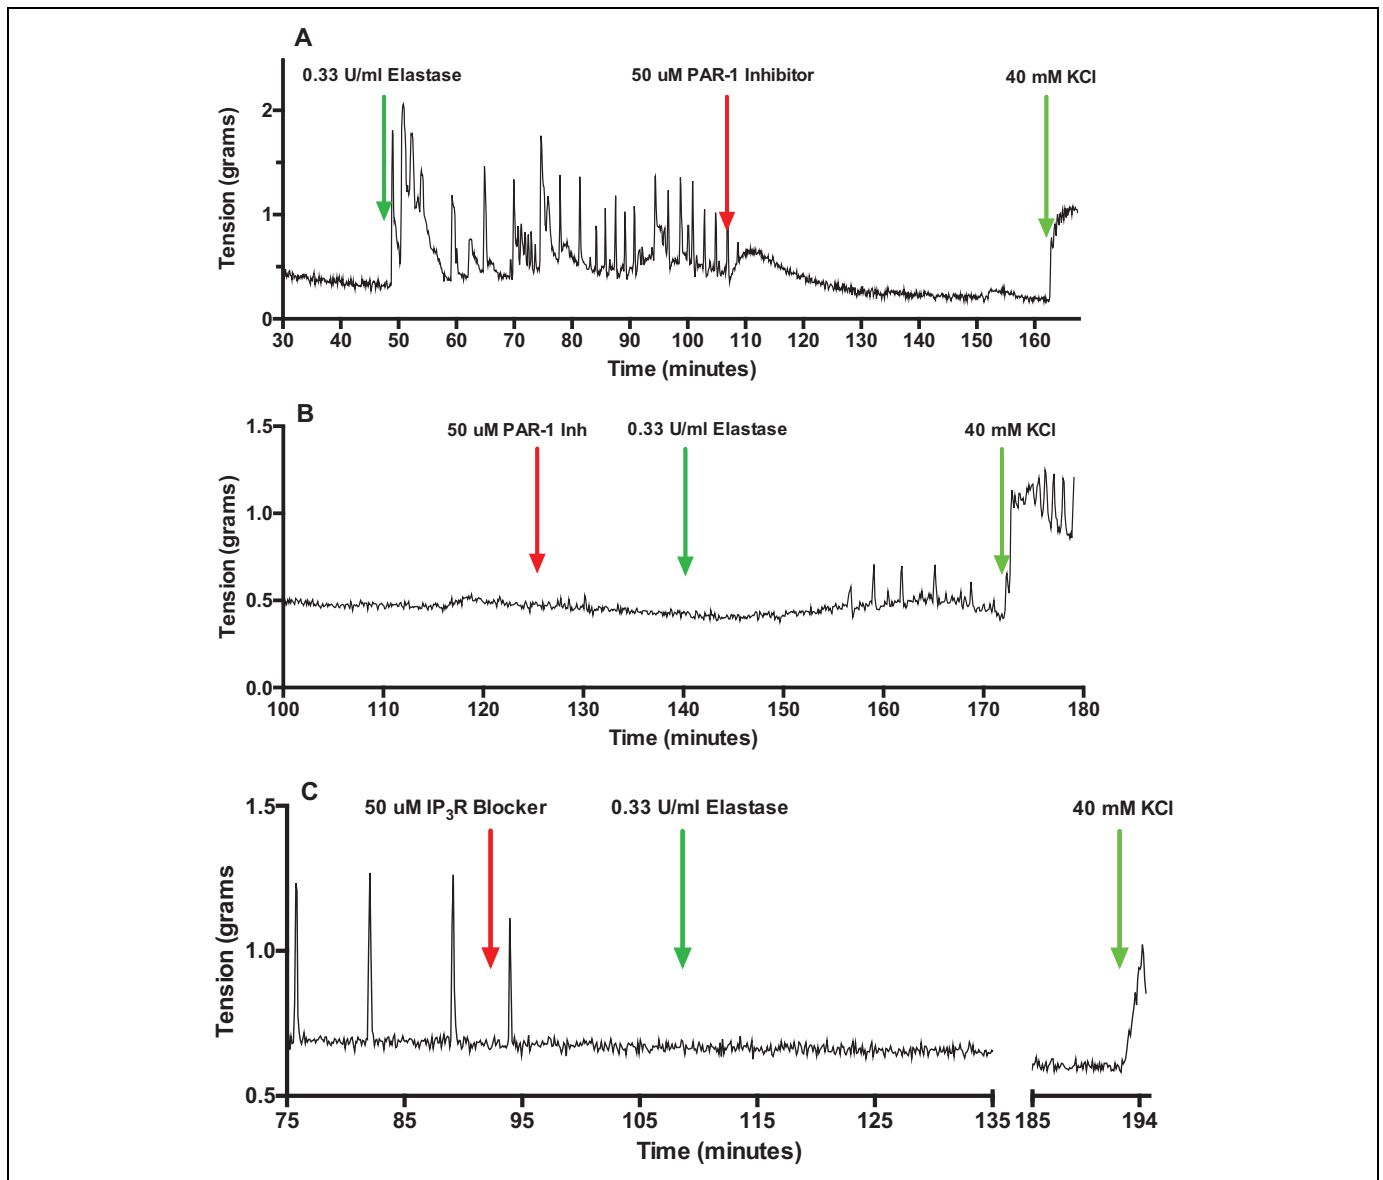 A
0.33 U/ml Elastase 50 uM PAR-1 Inhibitor 40 mM KCl
Tension (grams)
2
1
0
30 40 50 60 70 80 90 100 110 120 130 140 150 160
Time (minutes)
B
50 uM PAR-1 Inh 0.33 U/ml Elastase 40 mM KCl
Tension (grams)
1.5
1.0
0.5
0.0
100 110 120 130 140 150 160 170 180
Time (minutes)
C
50 uM IP₃R Blocker 0.33 U/ml Elastase 40 mM KCl
Tension (grams
1.5
1.0
0.5
75 85 95 105 115 125 135 185 194
Time (minutes)